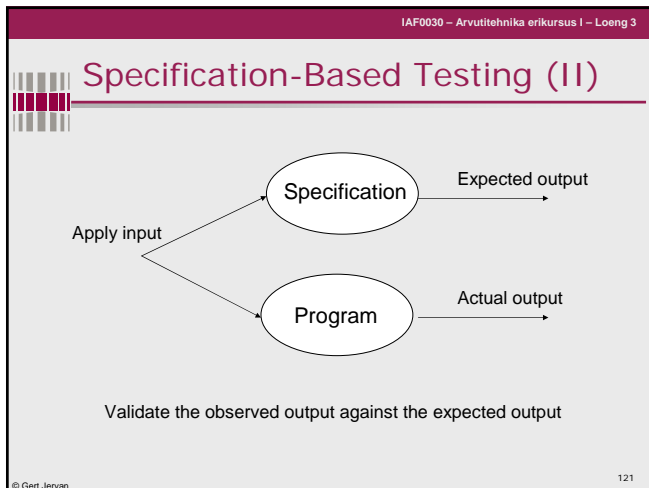 IAF0030 – Arvutitehnika erikursus I – Loeng 3
Specification-Based Testing (II)
Specification
Expected output
Apply input
Program
Actual output
Validate the observed output against the expected output
121
© Gert Jervan